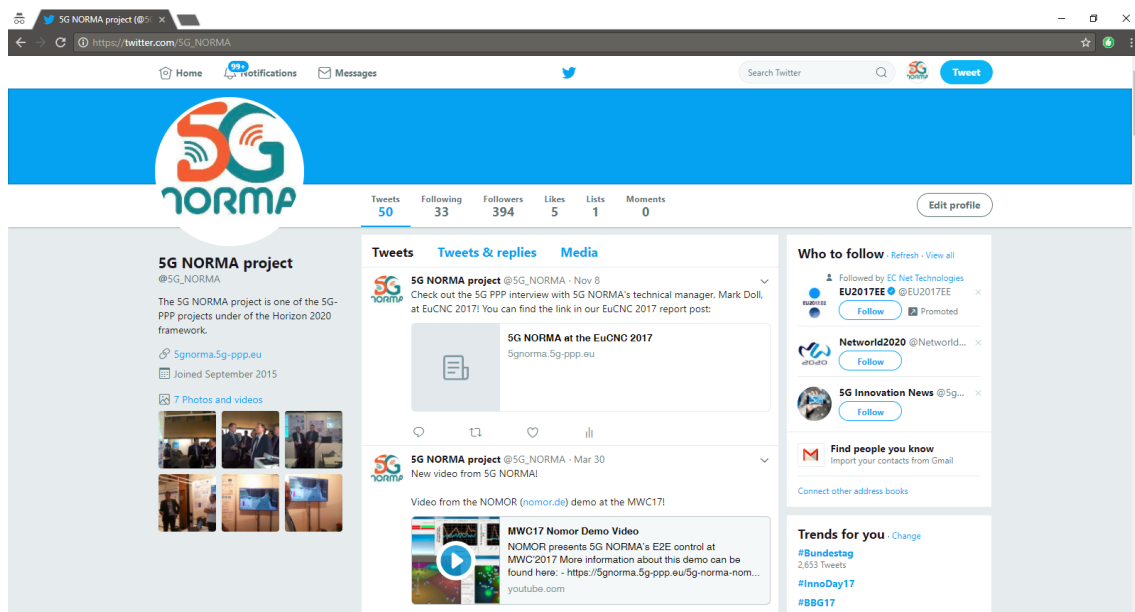 5G NORMA project (@5G
https://twitter.com/5G_NORMA
Home
99+
Notifications
Messages
Search Twitter
5G
NORMA
Tweet
5G
NORMA
Tweets Following Followers Likes Lists Moments
50 33 394 5 1 0
Edit profile
5G NORMA project
@5G_NORMA
The 5G NORMA project is one of the 5G-
PPP projects under of the Horizon 2020
framework.
5gnorma.5g-ppp.eu
Joined September 2015
7 Photos and videos
Tweets Tweets & replies Media
5G
NORMA
5G NORMA project @5G_NORMA · Nov 8
Check out the 5G PPP interview with 5G NORMA's technical manager, Mark Doll,
at EuCNC 2017! You can find the link in our EuCNC 2017 report post:
5G NORMA at the EuCNC 2017
5gnorma.5g-ppp.eu
5G
NORMA
5G NORMA project @5G_NORMA · Mar 30
New video from 5G NORMA!
Video from the NOMOR (nomor.de) demo at the MWC17!
MWC17 Nomor Demo Video
NOMOR presents 5G NORMA's E2E control at
MWC'2017 More information about this demo can be
found here: - https://5gnorma.5g-ppp.eu/5g-norma-nom...
youtube.com
Who to follow · Refresh · View all
Followed by EC Net Technologies
EU2017EE @EU2017EE
EU2017EE
Follow
Promoted
Networld2020 @Networld...
2020
Follow
5G Innovation News @5g...
5G
Follow
Find people you know
Import your contacts from Gmail
Connect other address books
Trends for you · Change
#Bundestag
2,653 Tweets
#InnoDay17
#BBG17